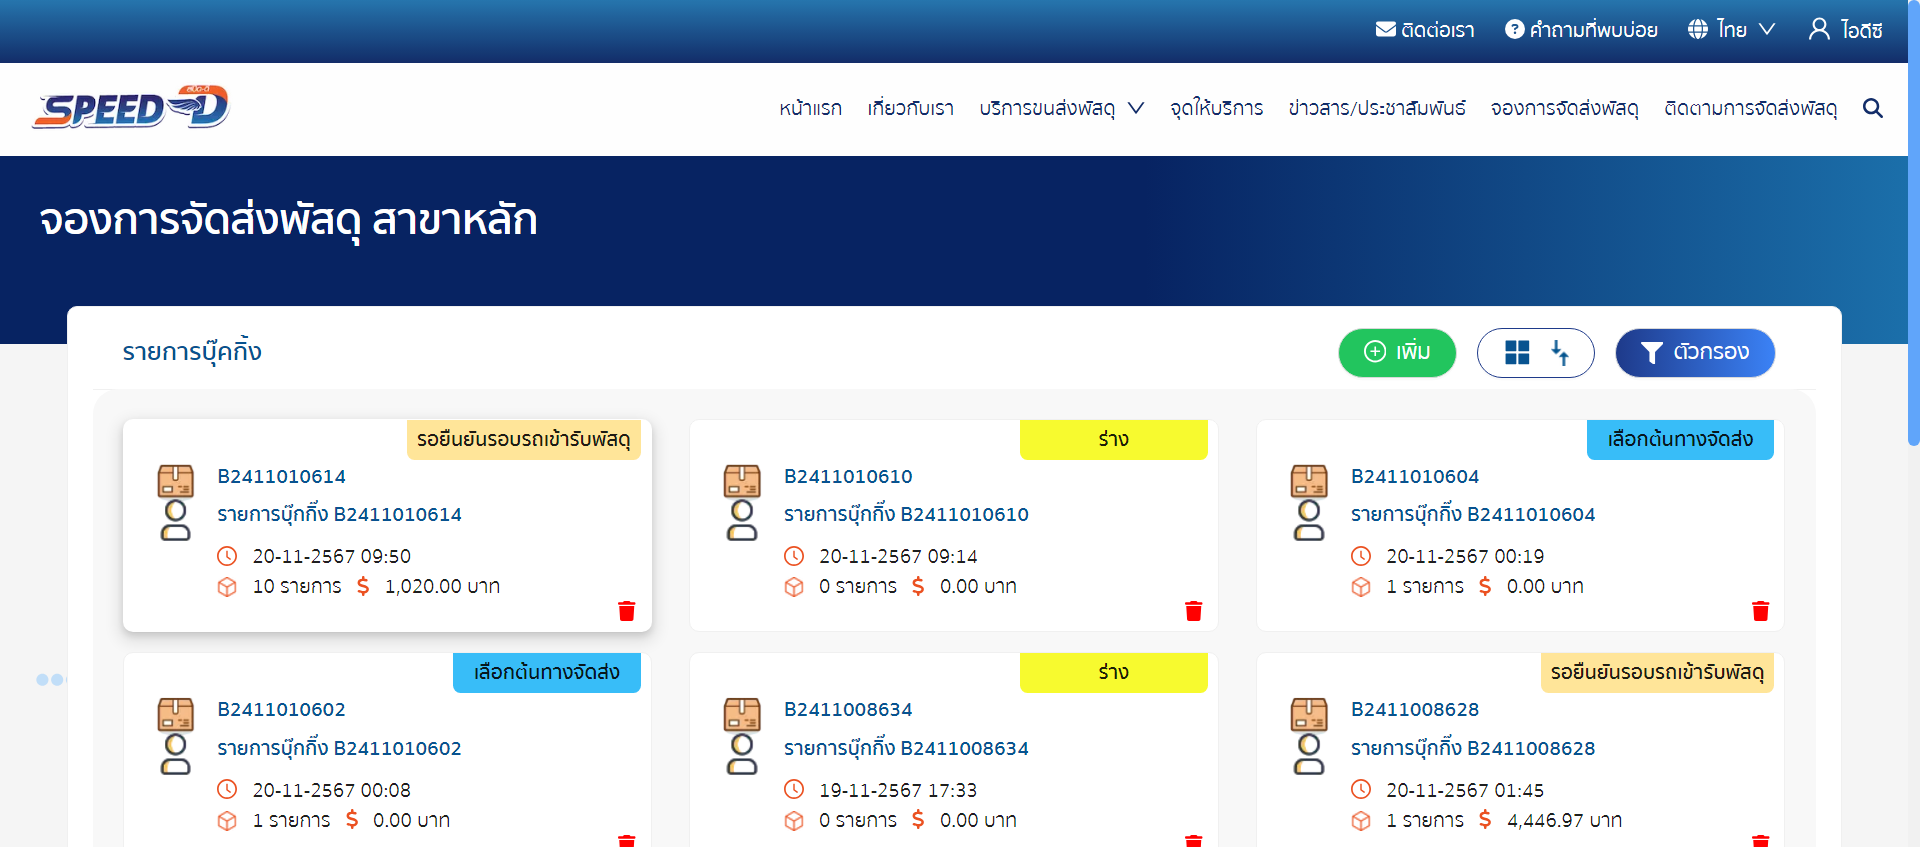 ติดต่อเรา คำถามที่พบบ่อย ไทย ไอดีซี
สปีด-ดี
SPEED-D
หน้าแรก เกี่ยวกับเรา บริการขนส่งพัสดุ จุดให้บริการ ข่าวสาร/ประชาสัมพันธ์ จองการจัดส่งพัสดุ ติดตามการจัดส่งพัสดุ
จองการจัดส่งพัสดุ สาขาหลัก
รายการบุ๊คกิ้ง เพิ่ม ตัวกรอง
รอยืนยันรอบรถเข้ารับพัสดุ
B2411010614
รายการบุ๊กกิ๊ง B2411010614
20-11-2567 09:50
10 รายการ $ 1,020.00 บาท
ร่าง
B2411010610
รายการบุ๊กกิ๊ง B2411010610
20-11-2567 09:14
0 รายการ $ 0.00 บาท
เลือกต้นทางจัดส่ง
B2411010604
รายการบุ๊กกิ๊ง B2411010604
20-11-2567 00:19
1 รายการ $ 0.00 บาท
เลือกต้นทางจัดส่ง
B2411010602
รายการบุ๊กกิ๊ง B2411010602
20-11-2567 00:08
1 รายการ $ 0.00 บาท
ร่าง
B2411008634
รายการบุ๊กกิ๊ง B2411008634
19-11-2567 17:33
0 รายการ $ 0.00 บาท
รอยืนยันรอบรถเข้ารับพัสดุ
B2411008628
รายการบุ๊กกิ๊ง B2411008628
20-11-2567 01:45
1 รายการ $ 4,446.97 บาท